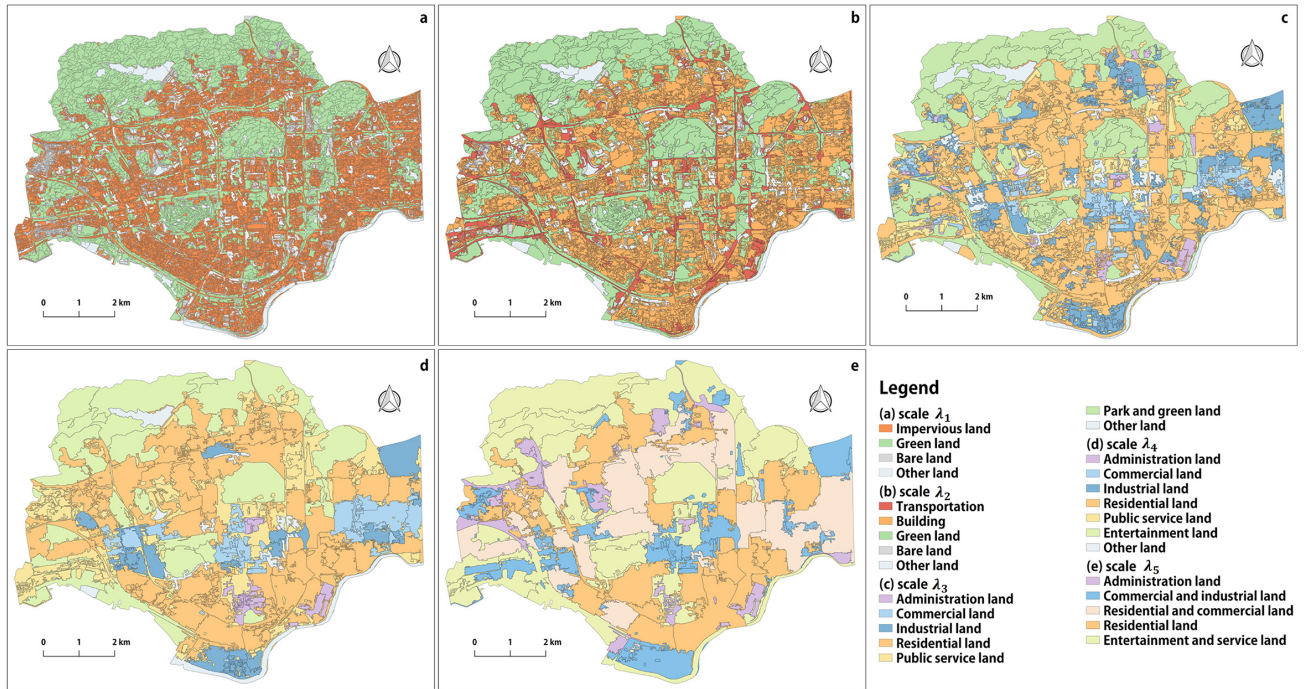 a
0 1 2 km
b
0 1 2 km
c
0 1 2 km
d
0 1 2 km
e
0 1 2 km
Legend
(a) scale λ₁
Impervious land
Green land
Bare land
Other land
(b) scale λ₂
Transportation
Building
Green land
Bare land
Other land
(c) scale λ₃
Administration land
Commercial land
Industrial land
Residential land
Public service land
Park and green land
Other land
(d) scale λ₄
Administration land
Commercial land
Industrial land
Residential land
Public service land
Entertainment land
Other land
(e) scale λ₅
Administration land
Commercial and industrial land
Residential and commercial land
Residential land
Entertainment and service land